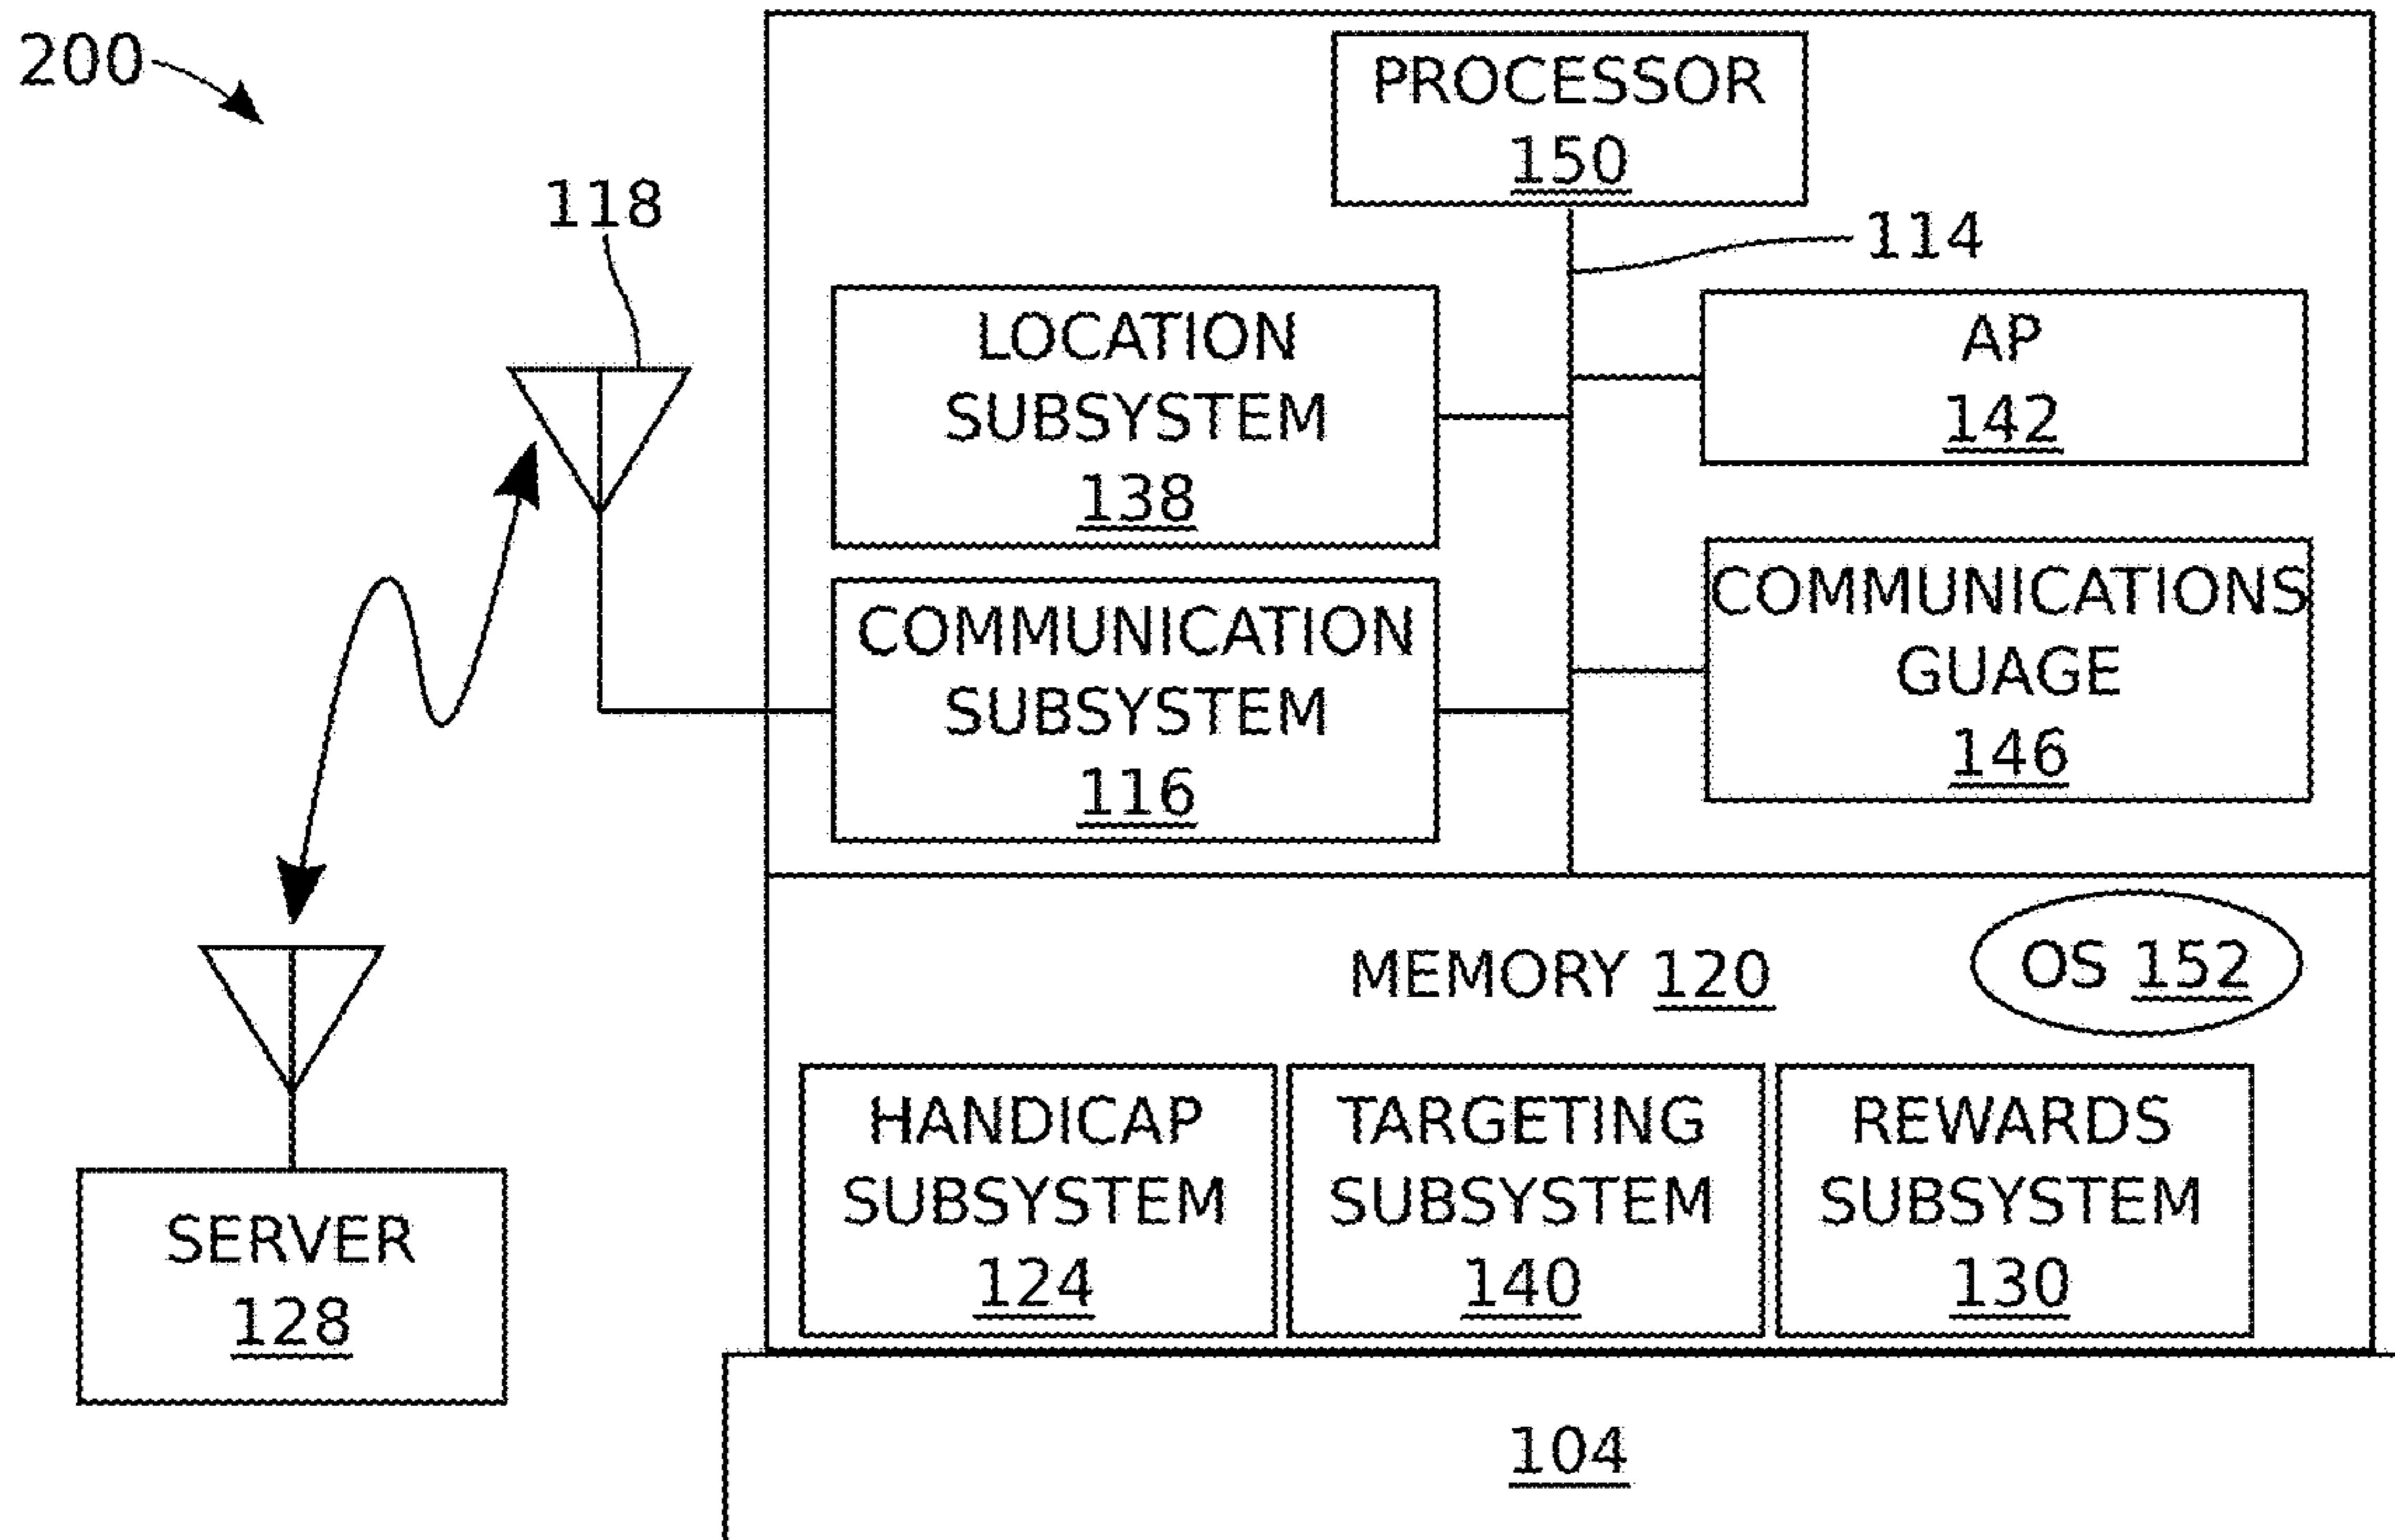 200
118
PROCESSOR
150
114
LOCATION
SUBSYSTEM
138
AP
142
COMMUNICATION
SUBSYSTEM
116
COMMUNICATIONS
GUAGE
146
MEMORY 120
OS 152
HANDICAP
SUBSYSTEM
124
TARGETING
SUBSYSTEM
140
REWARDS
SUBSYSTEM
130
SERVER
128
104